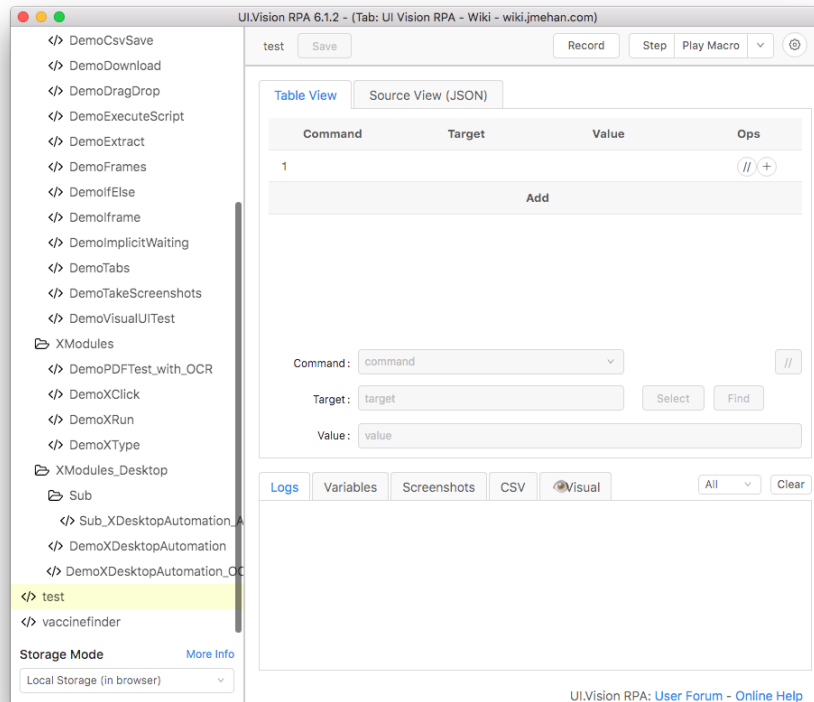 UI.Vision RPA 6.1.2 - (Tab: UI Vision RPA - Wiki - wiki.jmehan.com)
</> DemoCsvSave
</> DemoDownload
</> DemoDragDrop
</> DemoExecuteScript
</> DemoExtract
</> DemoFrames
</> DemoIfElse
</> DemoIframe
</> DemoImplicitWaiting
</> DemoTabs
</> DemoTakeScreenshots
</> DemoVisualUITest
XModules
</> DemoPDFTest_with_OCR
</> DemoXClick
</> DemoXRun
</> DemoXType
XModules_Desktop
Sub
</> Sub_XDesktopAutomation_A
</> DemoXDesktopAutomation
</> DemoXDesktopAutomation_OC
</> test
</> vaccinefinder
Storage Mode More Info
Local Storage (in browser)
test Save Record Step Play Macro
Table View Source View (JSON)
Command Target Value Ops
1 // +
Add
Command: command //
Target: target Select Find
Value: value
Logs Variables Screenshots CSV Visual All Clear
UI.Vision RPA: User Forum - Online Help